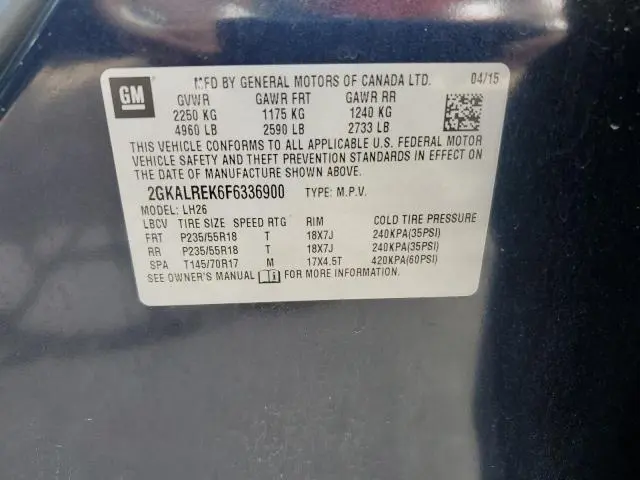 GM
MFD BY GENERAL MOTORS OF CANADA LTD. 04/15
GVWR GAWR FRT GAWR RR
2250 KG 1175 KG 1240 KG
4960 LB 2590 LB 2733 LB
THIS VEHICLE CONFORMS TO ALL APPLICABLE U.S. FEDERAL MOTOR
VEHICLE SAFETY AND THEFT PREVENTION STANDARDS IN EFFECT
ON THE DATE OF MANUFACTURE SHOWN ABOVE.
2GKALREK6F6336900 TYPE: M.P.V.
MODEL: LH26
LBCV TIRE SIZE SPEED RTG RIM COLD TIRE PRESSURE
FRT P235/55R18 T 18X7J 240KPA(35PSI)
RR P235/55R18 T 18X7J 240KPA(35PSI)
SPA T145/70R17 M 17X4.5T 420KPA(60PSI)
SEE OWNER'S MANUAL FOR MORE INFORMATION